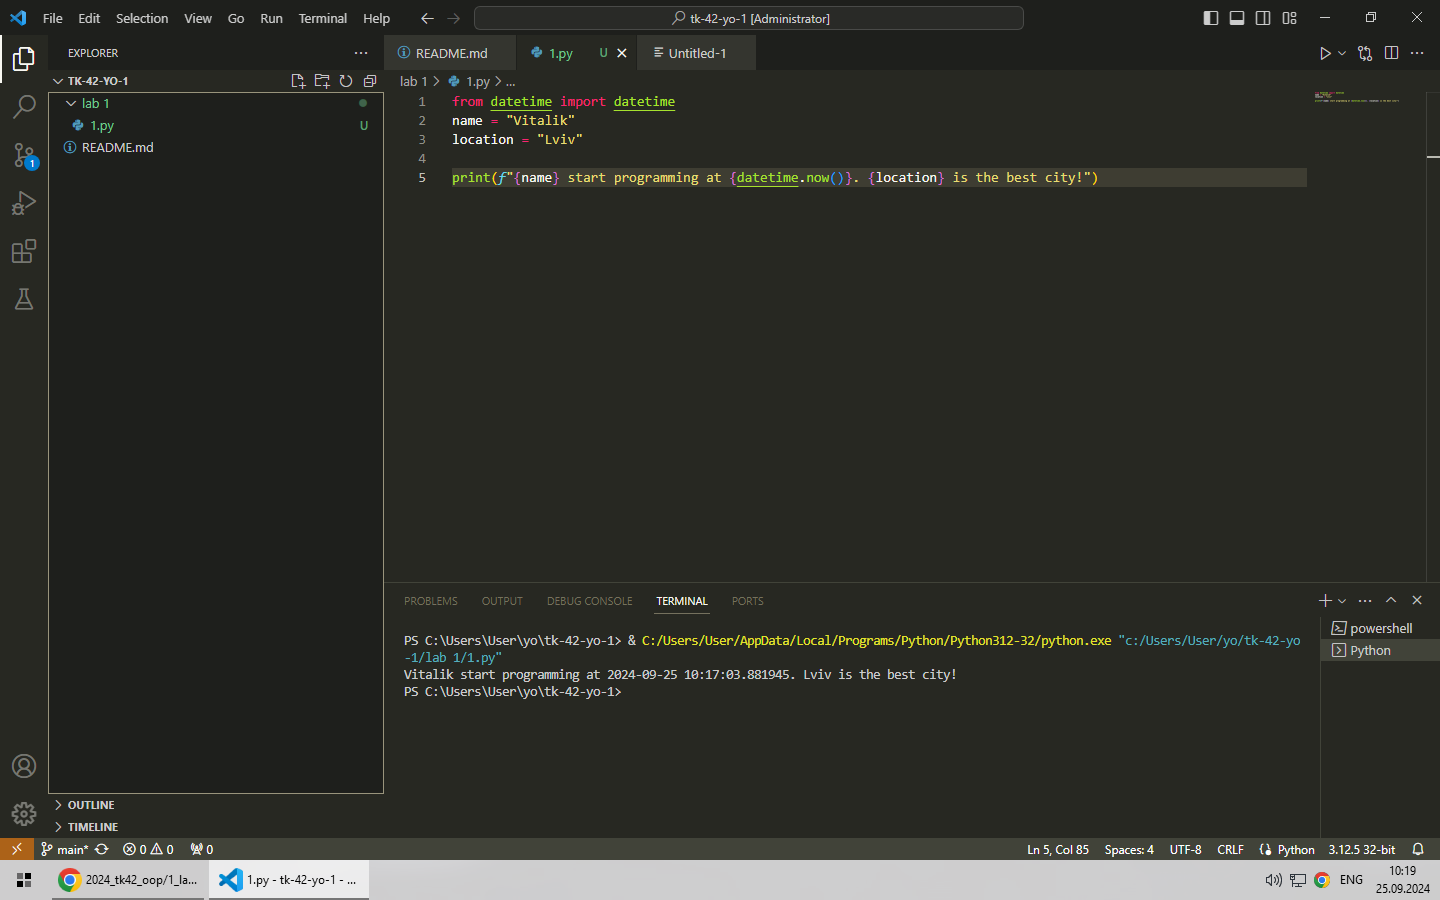 File Edit Selection View Go Run Terminal Help
tk-42-yo-1 [Administrator]
EXPLORER
TK-42-YO-1
lab 1
1.py U
README.md
README.md
1.py U
Untitled-1
lab 1 > 1.py > ...
1 from datetime import datetime
2 name = "Vitalik"
3 location = "Lviv"
4
5 print(f"{name} start programming at {datetime.now()}. {location} is the best city!")
PROBLEMS OUTPUT DEBUG CONSOLE TERMINAL PORTS
PS C:\Users\User\yo\tk-42-yo-1> & C:/Users/User/AppData/Local/Programs/Python/Python312-32/python.exe "c:/Users/User/yo/tk-42-yo
-1/lab 1/1.py"
Vitalik start programming at 2024-09-25 10:17:03.881945. Lviv is the best city!
PS C:\Users\User\yo\tk-42-yo-1>
powershell
Python
1
OUTLINE
TIMELINE
main* 0 0 0
Ln 5, Col 85 Spaces: 4 UTF-8 CRLF Python 3.12.5 32-bit
2024_tk42_oop/1_la...
1.py - tk-42-yo-1 - ...
ENG
10:19
25.09.2024